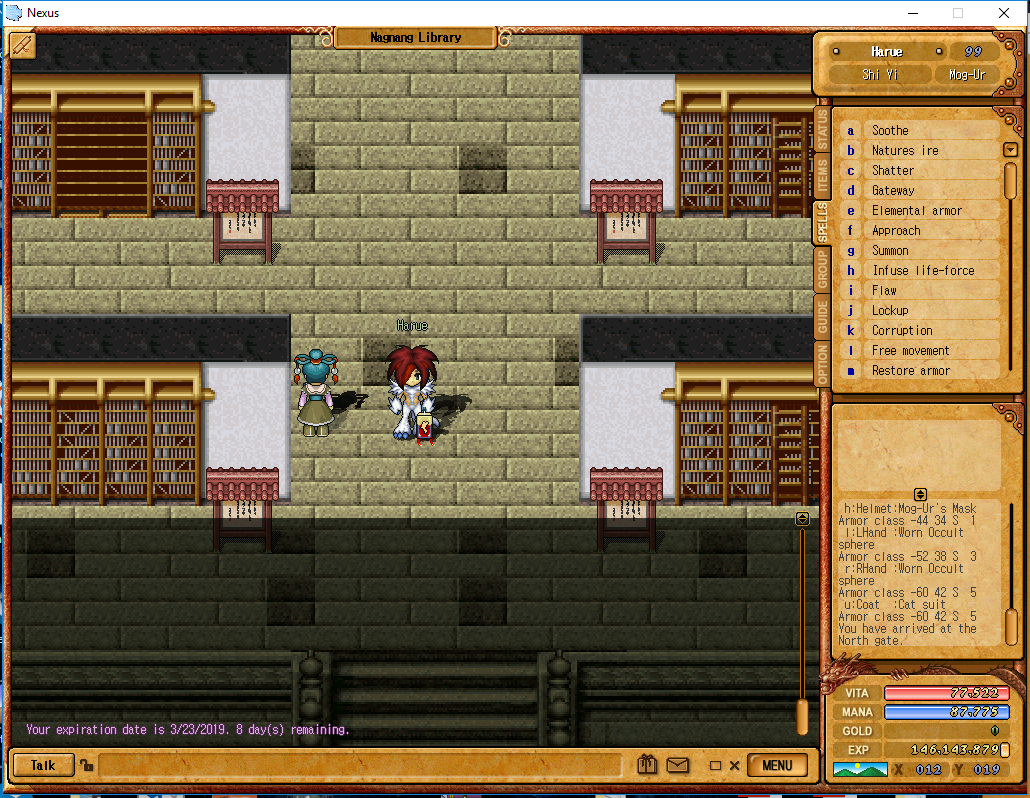 Nexus
Nagnang Library
Harue 99
Shi Yi Mog-Ur
STATUS
ITEMS
SPELLS
GROUP
GUIDE
OPTION
a Soothe
b Natures ire
c Shatter
d Gateway
e Elemental armor
f Approach
g Summon
h Infuse life-force
i Flaw
j Lockup
k Corruption
l Free movement
m Restore armor
Harue
h:Helmet:Mog-Ur's Mask
Armor class -44 34 S 1
l:LHand :Worn Occult
sphere
Armor class -52 38 S 3
r:RHand :Worn Occult
sphere
Armor class -60 42 S 5
u:Coat :Cat suit
Armor class -60 42 S 5
You have arrived at the
North gate.
Your expiration date is 3/23/2019. 8 day(s) remaining.
VITA 77,522
MANA 87,775
GOLD 0
EXP 146,143,879
Talk
MENU
X 012 Y 019